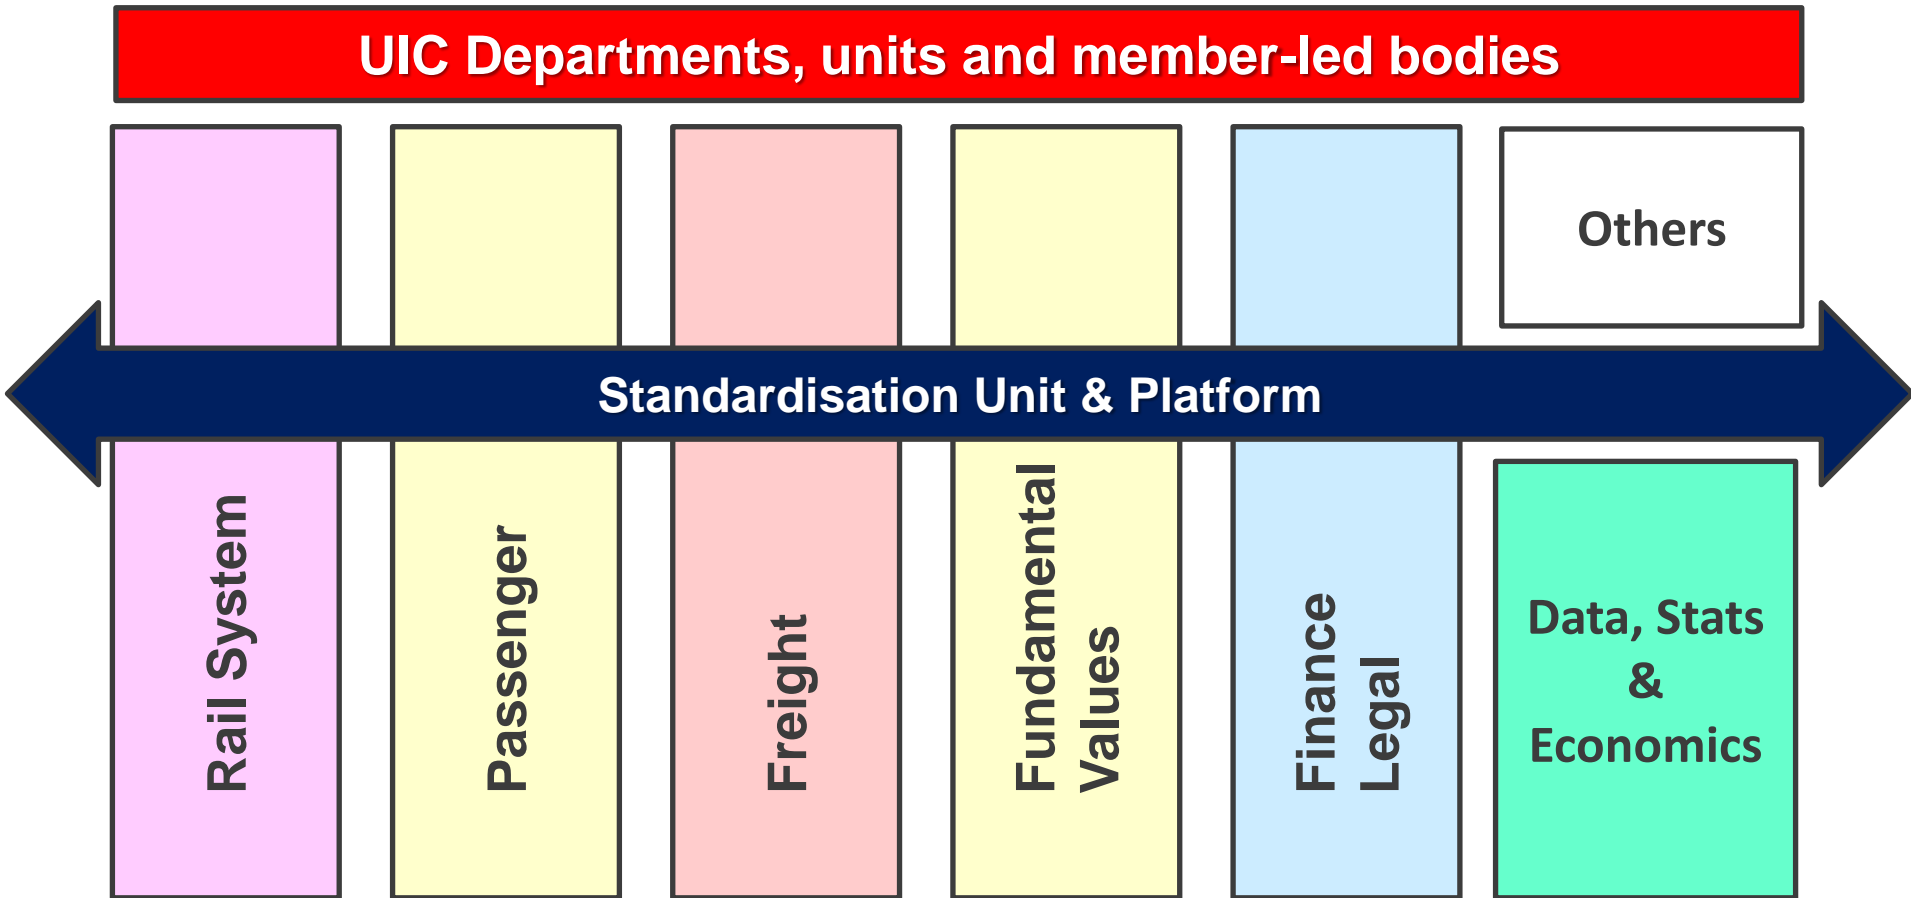 UIC Departments, units and member-led bodies
Others
Standardisation Unit & Platform
Rail System
Passenger
Freight
Fundamental
Values
Finance
Legal
Data, Stats
&
Economics